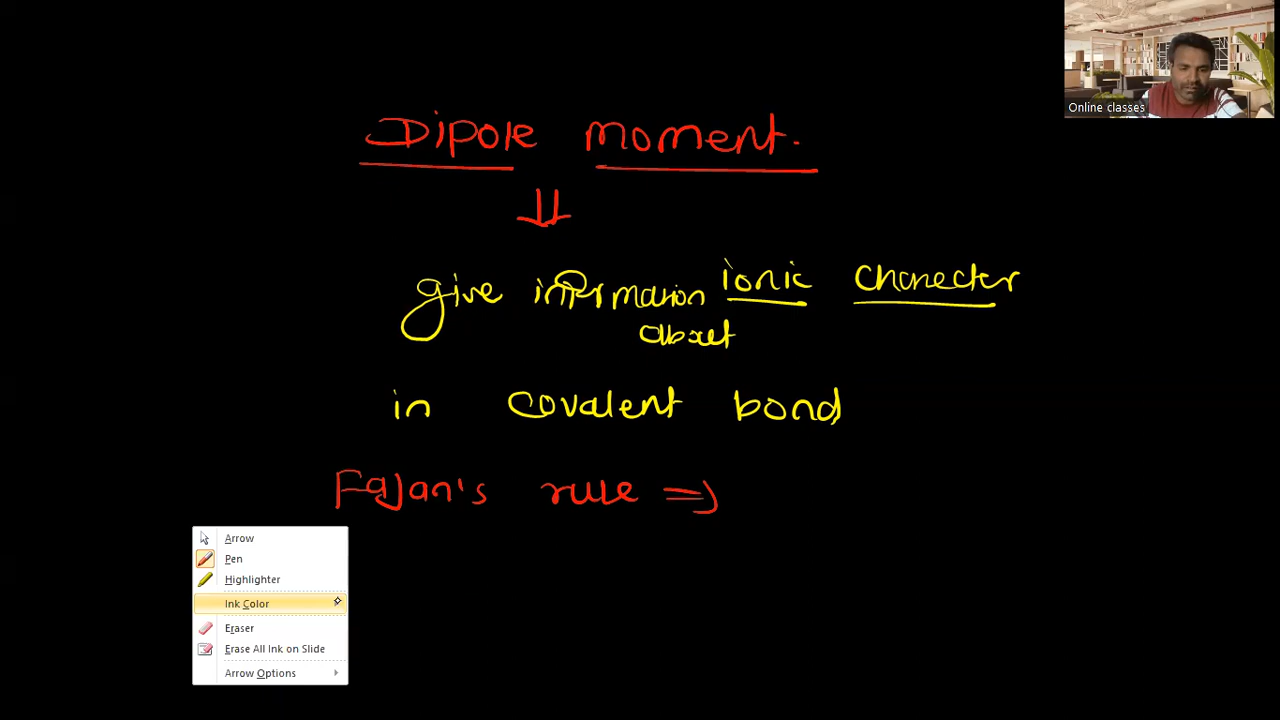 Online classes
Dipole moment.
give information ionic character
about
in covalent bond
Fajan's rule =>
Arrow
Pen
Highlighter
Ink Color
Eraser
Erase All Ink on Slide
Arrow Options